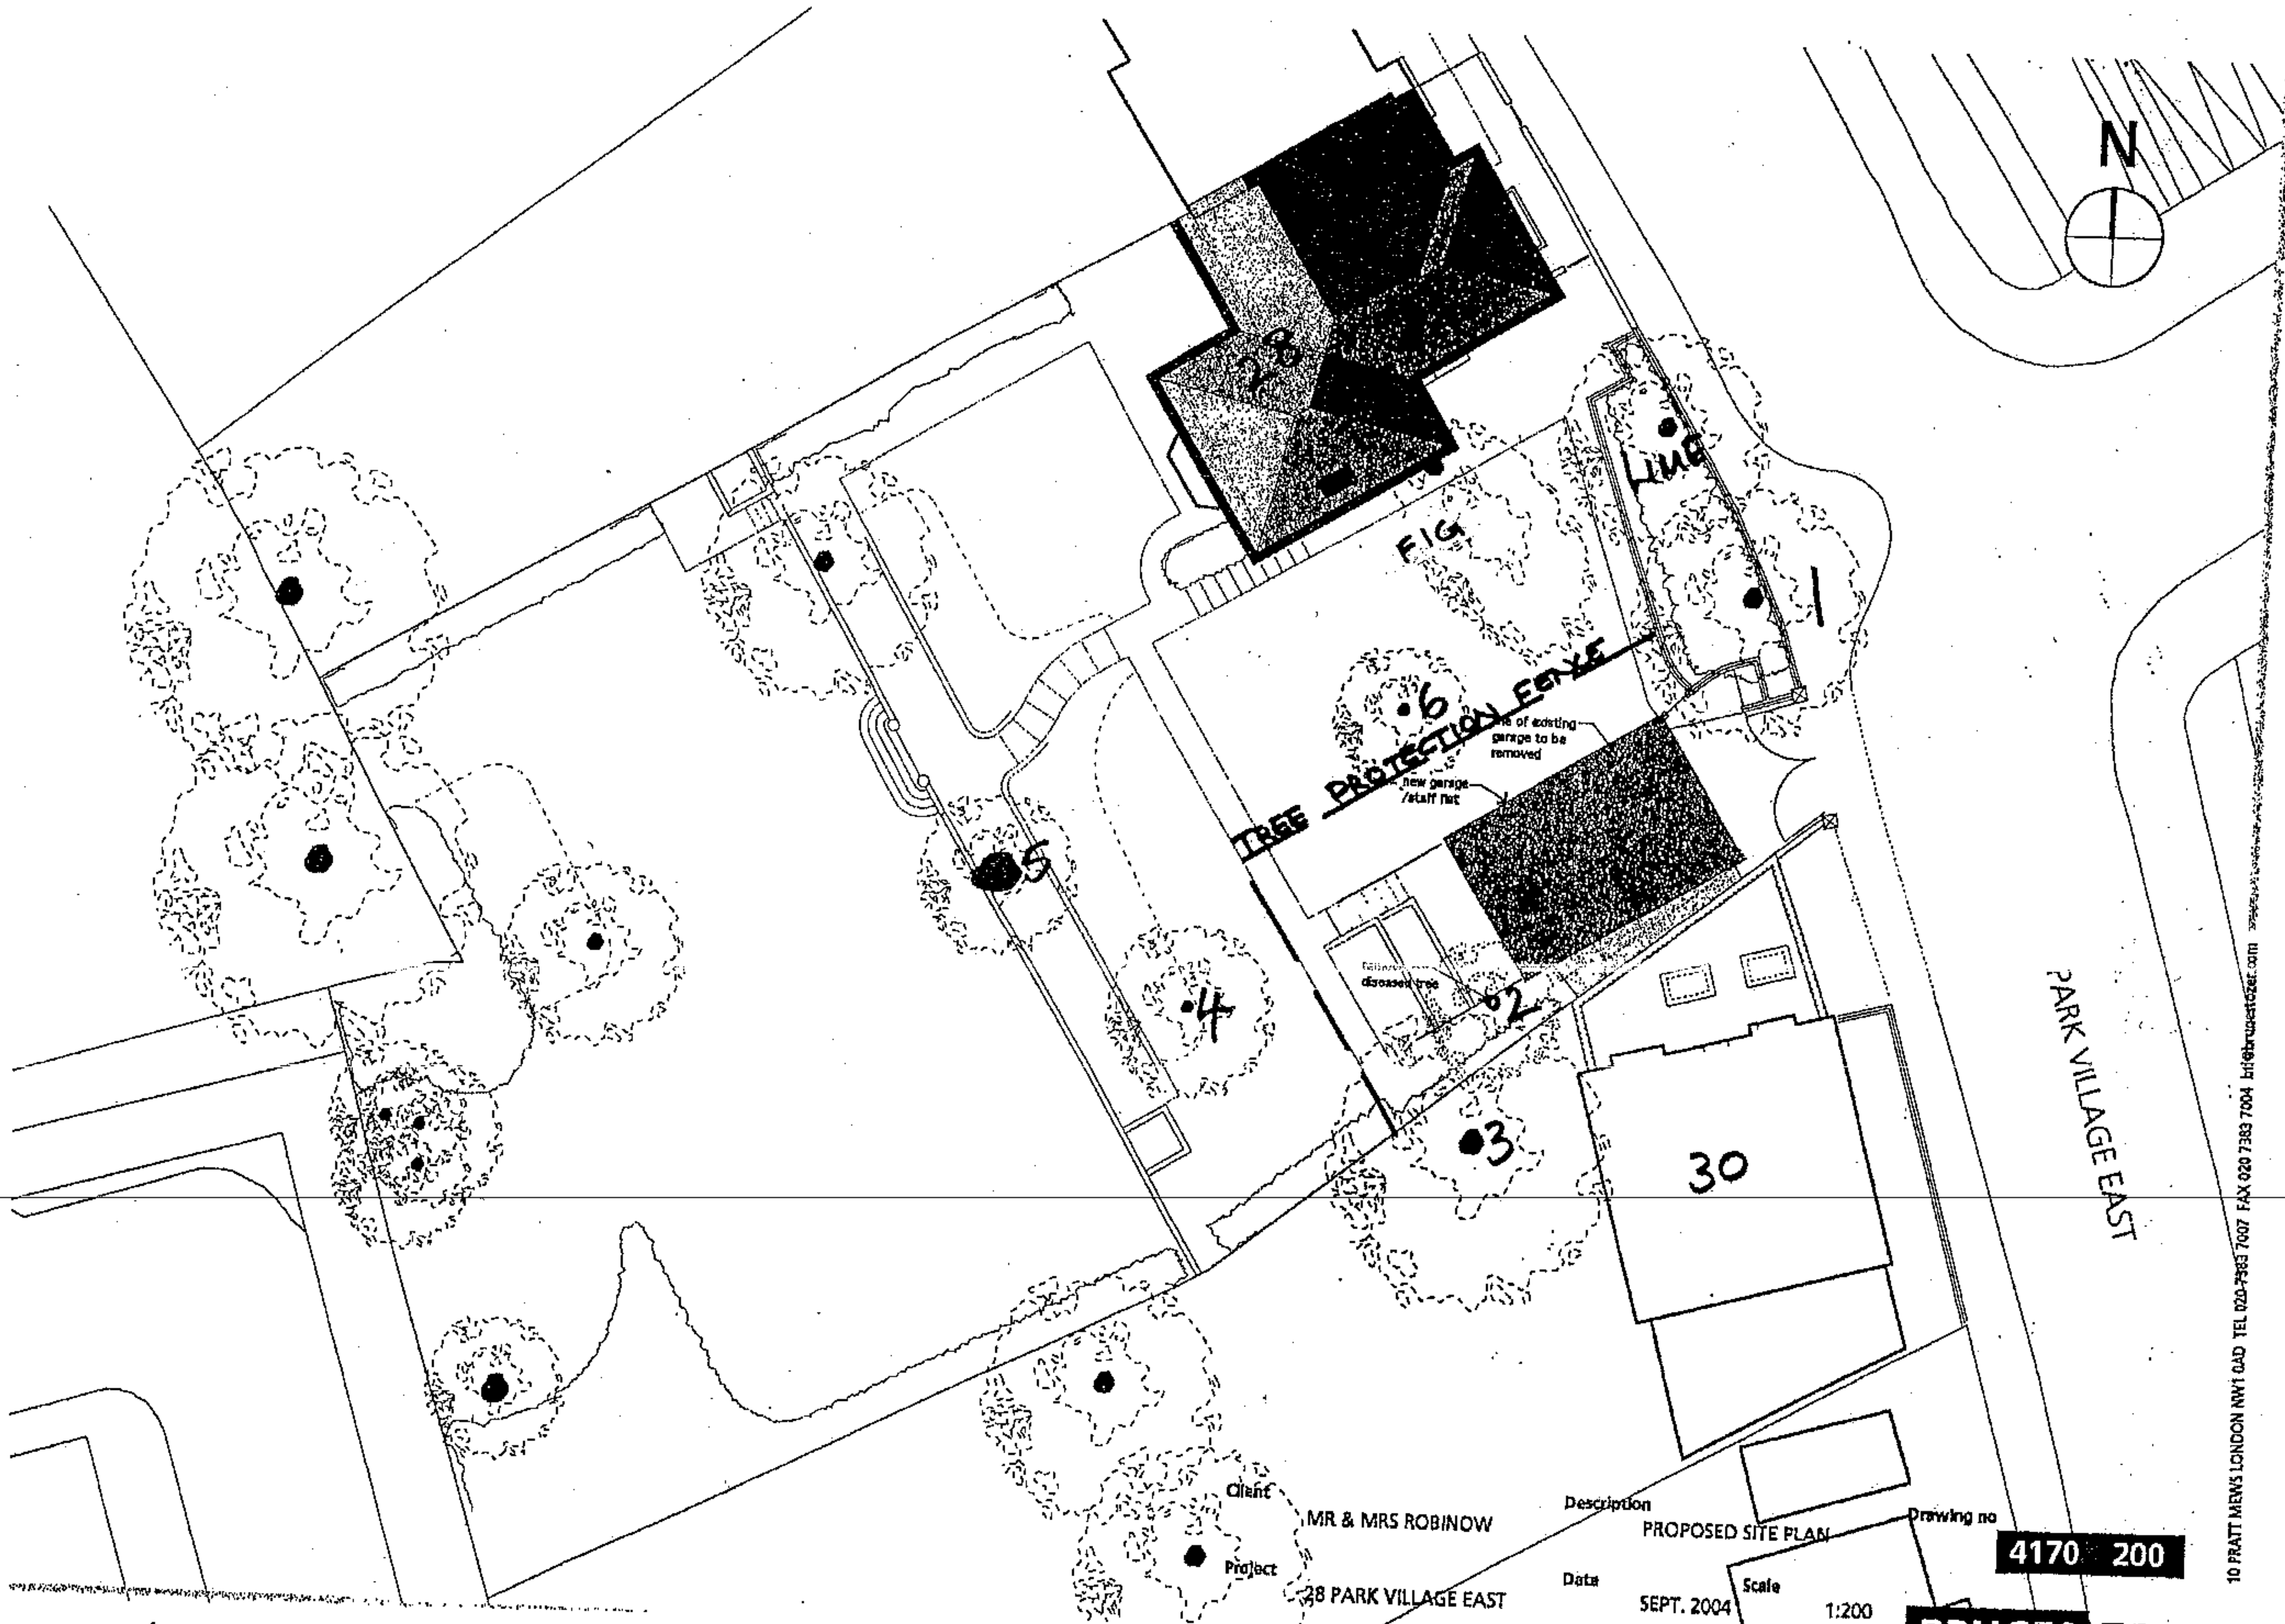 N
28
LIME
FIG
1
6
TREE PROTECTION FENCE
of existing
garage to be
removed
new garage
/staff flat
5
diseased tree
2
4
3
30
PARK VILLAGE EAST
10 PRATT MEWS LONDON NW1 0AD TEL 020 7383 7007 FAX 020 7383 7004
Client
MR & MRS ROBINOW
Project
28 PARK VILLAGE EAST
Description
PROPOSED SITE PLAN
Date
SEPT. 2004
Scale
1:200
Drawing no
4170 200